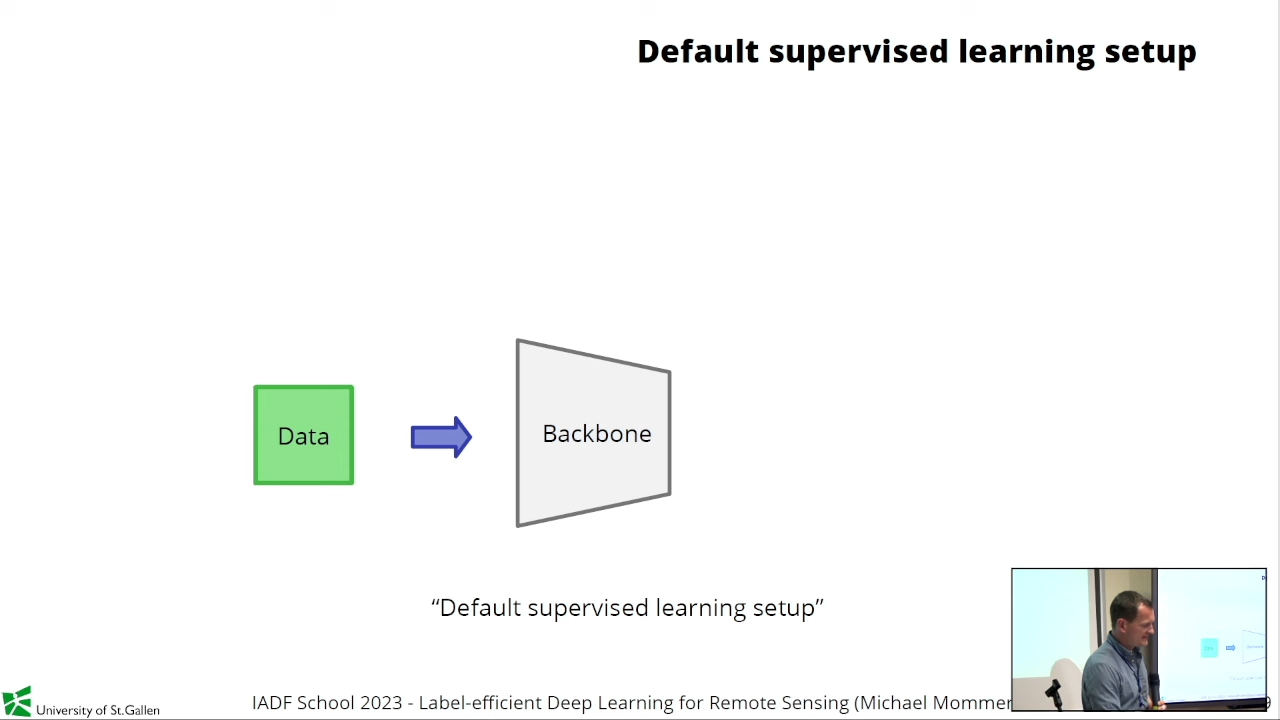 Default supervised learning setup
Data
Backbone
“Default supervised learning setup”
University of St.Gallen
IADF School 2023 - Label-efficient Deep Learning for Remote Sensing (Michael Mommer
9